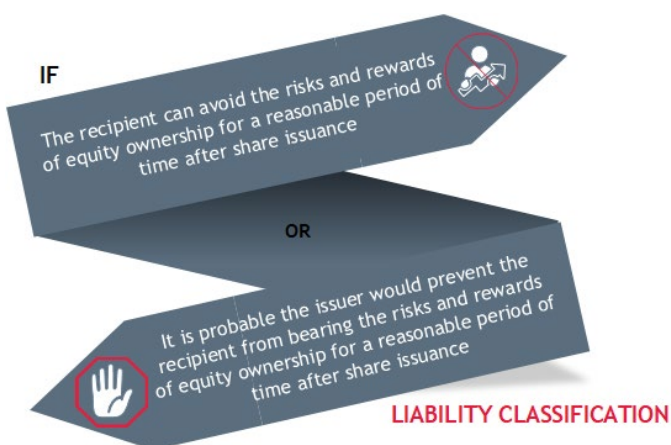 IF
The recipient can avoid the risks and rewards
of equity ownership for a reasonable period of
time after share issuance
OR
It is probable the issuer would prevent the
recipient from bearing the risks and rewards
of equity ownership for a reasonable period of
time after share issuance
LIABILITY CLASSIFICATION